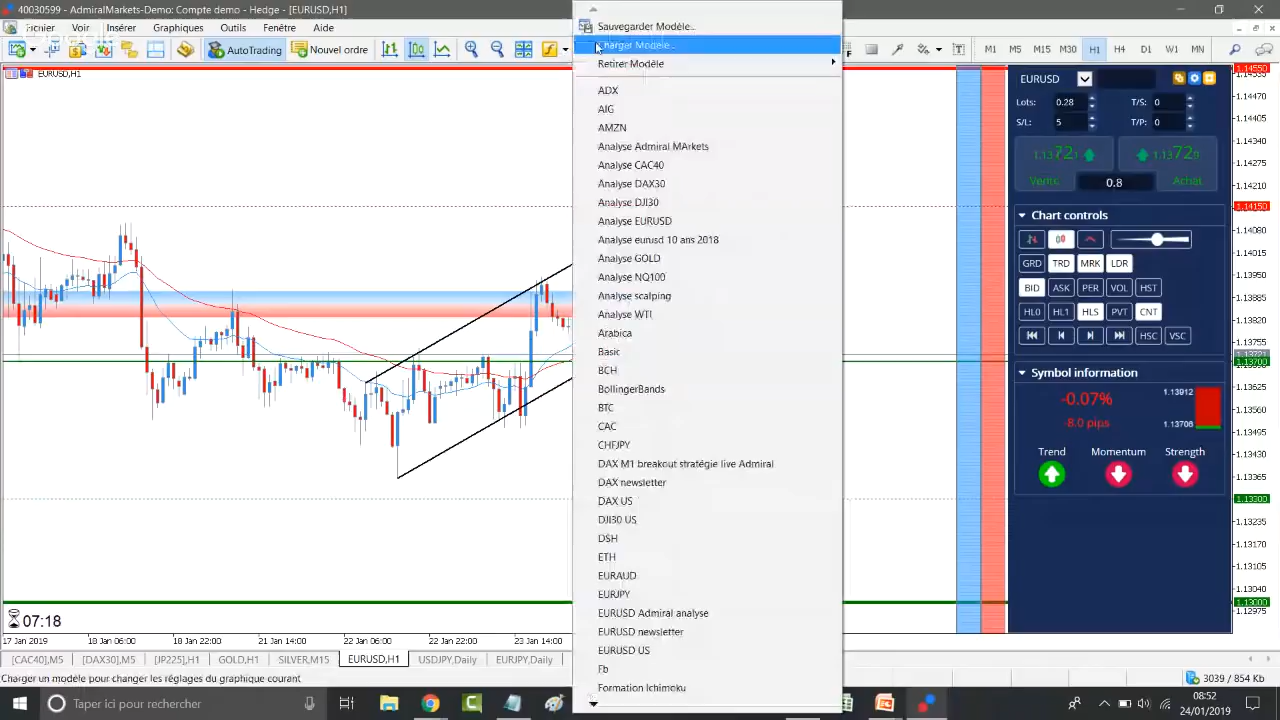 40030599 - AdmiralMarkets-Demo: Compte demo - Hedge - [EURUSD,H1]
Fichier Voir Insérer Graphiques Outils Fenêtre Aide
AutoTrading Nouvel ordre
M1 M5 M15 M30 H1 H4 D1 W1 MN
EURUSD,H1
Sauvegarder Modèle...
Charger Modèle...
Retirer Modèle
ADX
AIG
AMZN
Analyse Admiral MArkets
Analyse CAC40
Analyse DAX30
Analyse DJI30
Analyse EURUSD
Analyse eurusd 10 ans 2018
Analyse GOLD
Analyse NQ100
Analyse scalping
Analyse WTI
Arabica
Basic
BCH
BollingerBands
BTC
CAC
CHFJPY
DAX M1 breakout stratégie live Admiral
DAX newsletter
DAX US
DJI30 US
DSH
ETH
EURAUD
EURJPY
EURUSD Admiral analyse
EURUSD newsletter
EURUSD US
Fb
Formation Ichimoku
EURUSD
Lots: 0.28 T/S: 0
S/L: 5 T/P: 0
1.13721 1.13729
Vente 0.8 Achat
Chart controls
GRD TRD MRK LDR
BID ASK PER VOL HST
HL0 HL1 HLS PVT CNT
HSC VSC
Symbol information
-0.07%
-8.0 pips
1.13912
1.13706
Trend Momentum Strength
1.14550
1.14470
1.14405
1.14340
1.14275
1.14210
1.14150
1.14080
1.14015
1.13950
1.13885
1.13820
1.13755
1.13721
1.13700
1.13625
1.13560
1.13495
1.13430
1.13365
1.13300
1.13235
1.13170
1.13105
1.13040
1.13000
1.12975
07:18
17 Jan 2019 18 Jan 06:00 18 Jan 22:00 21 Jan 14:00 22 Jan 06:00 22 Jan 22:00 23 Jan 14:00
[CAC40],M5 [DAX30],M5 [JP225],H1 GOLD,H1 SILVER,M15 EURUSD,H1 USDJPY,Daily EURJPY,Daily
Charger un modèle pour changer les réglages du graphique courant
3039 / 854 Kb
Taper ici pour rechercher
08:52
24/01/2019